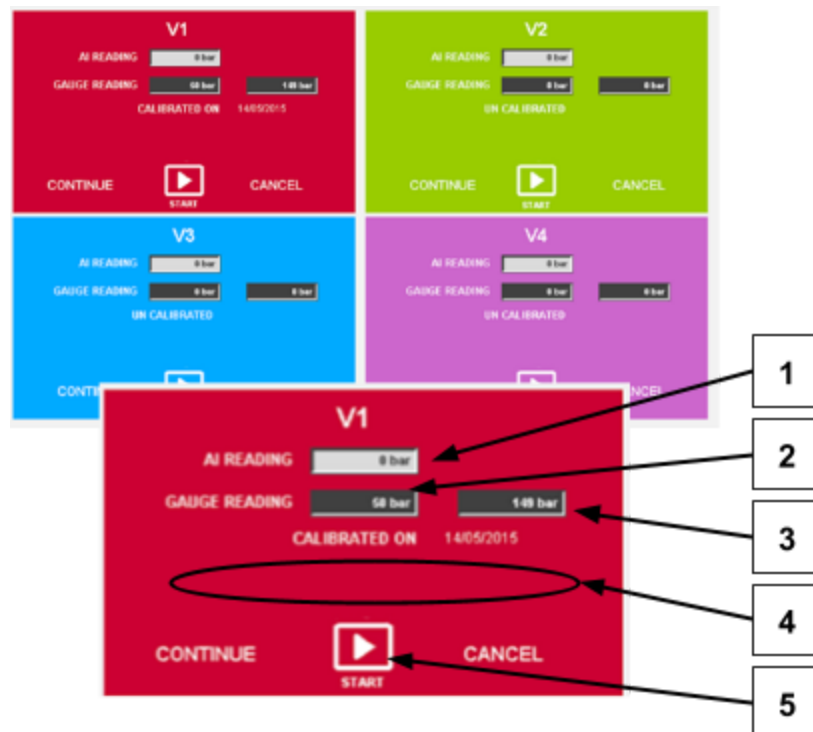 V1
AI READING 0 bar
GAUGE READING 50 bar 149 bar
CALIBRATED ON 14/05/2015
CONTINUE START CANCEL
V2
AI READING 0 bar
GAUGE READING 0 bar 0 bar
UN CALIBRATED
CONTINUE START CANCEL
V3
AI READING 0 bar
GAUGE READING 0 bar 0 bar
UN CALIBRATED
CONTI
V4
AI READING 0 bar
GAUGE READING 0 bar 0 bar
UN CALIBRATED
NCEL
V1
AI READING 0 bar
GAUGE READING 50 bar 149 bar
CALIBRATED ON 14/05/2015
CONTINUE START CANCEL
1
2
3
4
5